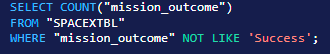 SELECT COUNT("mission_outcome")
FROM "SPACEXTBL"
WHERE "mission_outcome" NOT LIKE 'Success';